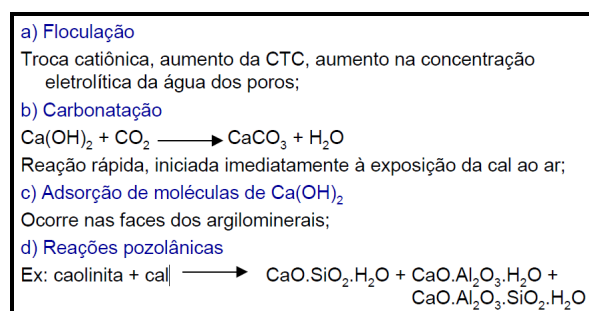 a) Floculação
Troca catiônica, aumento da CTC, aumento na concentração
eletrolítica da água dos poros;
b) Carbonatação
Ca(OH)₂ + CO₂ ⟶ CaCO₃ + H₂O
Reação rápida, iniciada imediatamente à exposição da cal ao ar;
c) Adsorção de moléculas de Ca(OH)₂
Ocorre nas faces dos argilominerais;
d) Reações pozolânicas
Ex: caolinita + cal ⟶ CaO.SiO₂.H₂O + CaO.Al₂O₃.H₂O +
CaO.Al₂O₃.SiO₂.H₂O